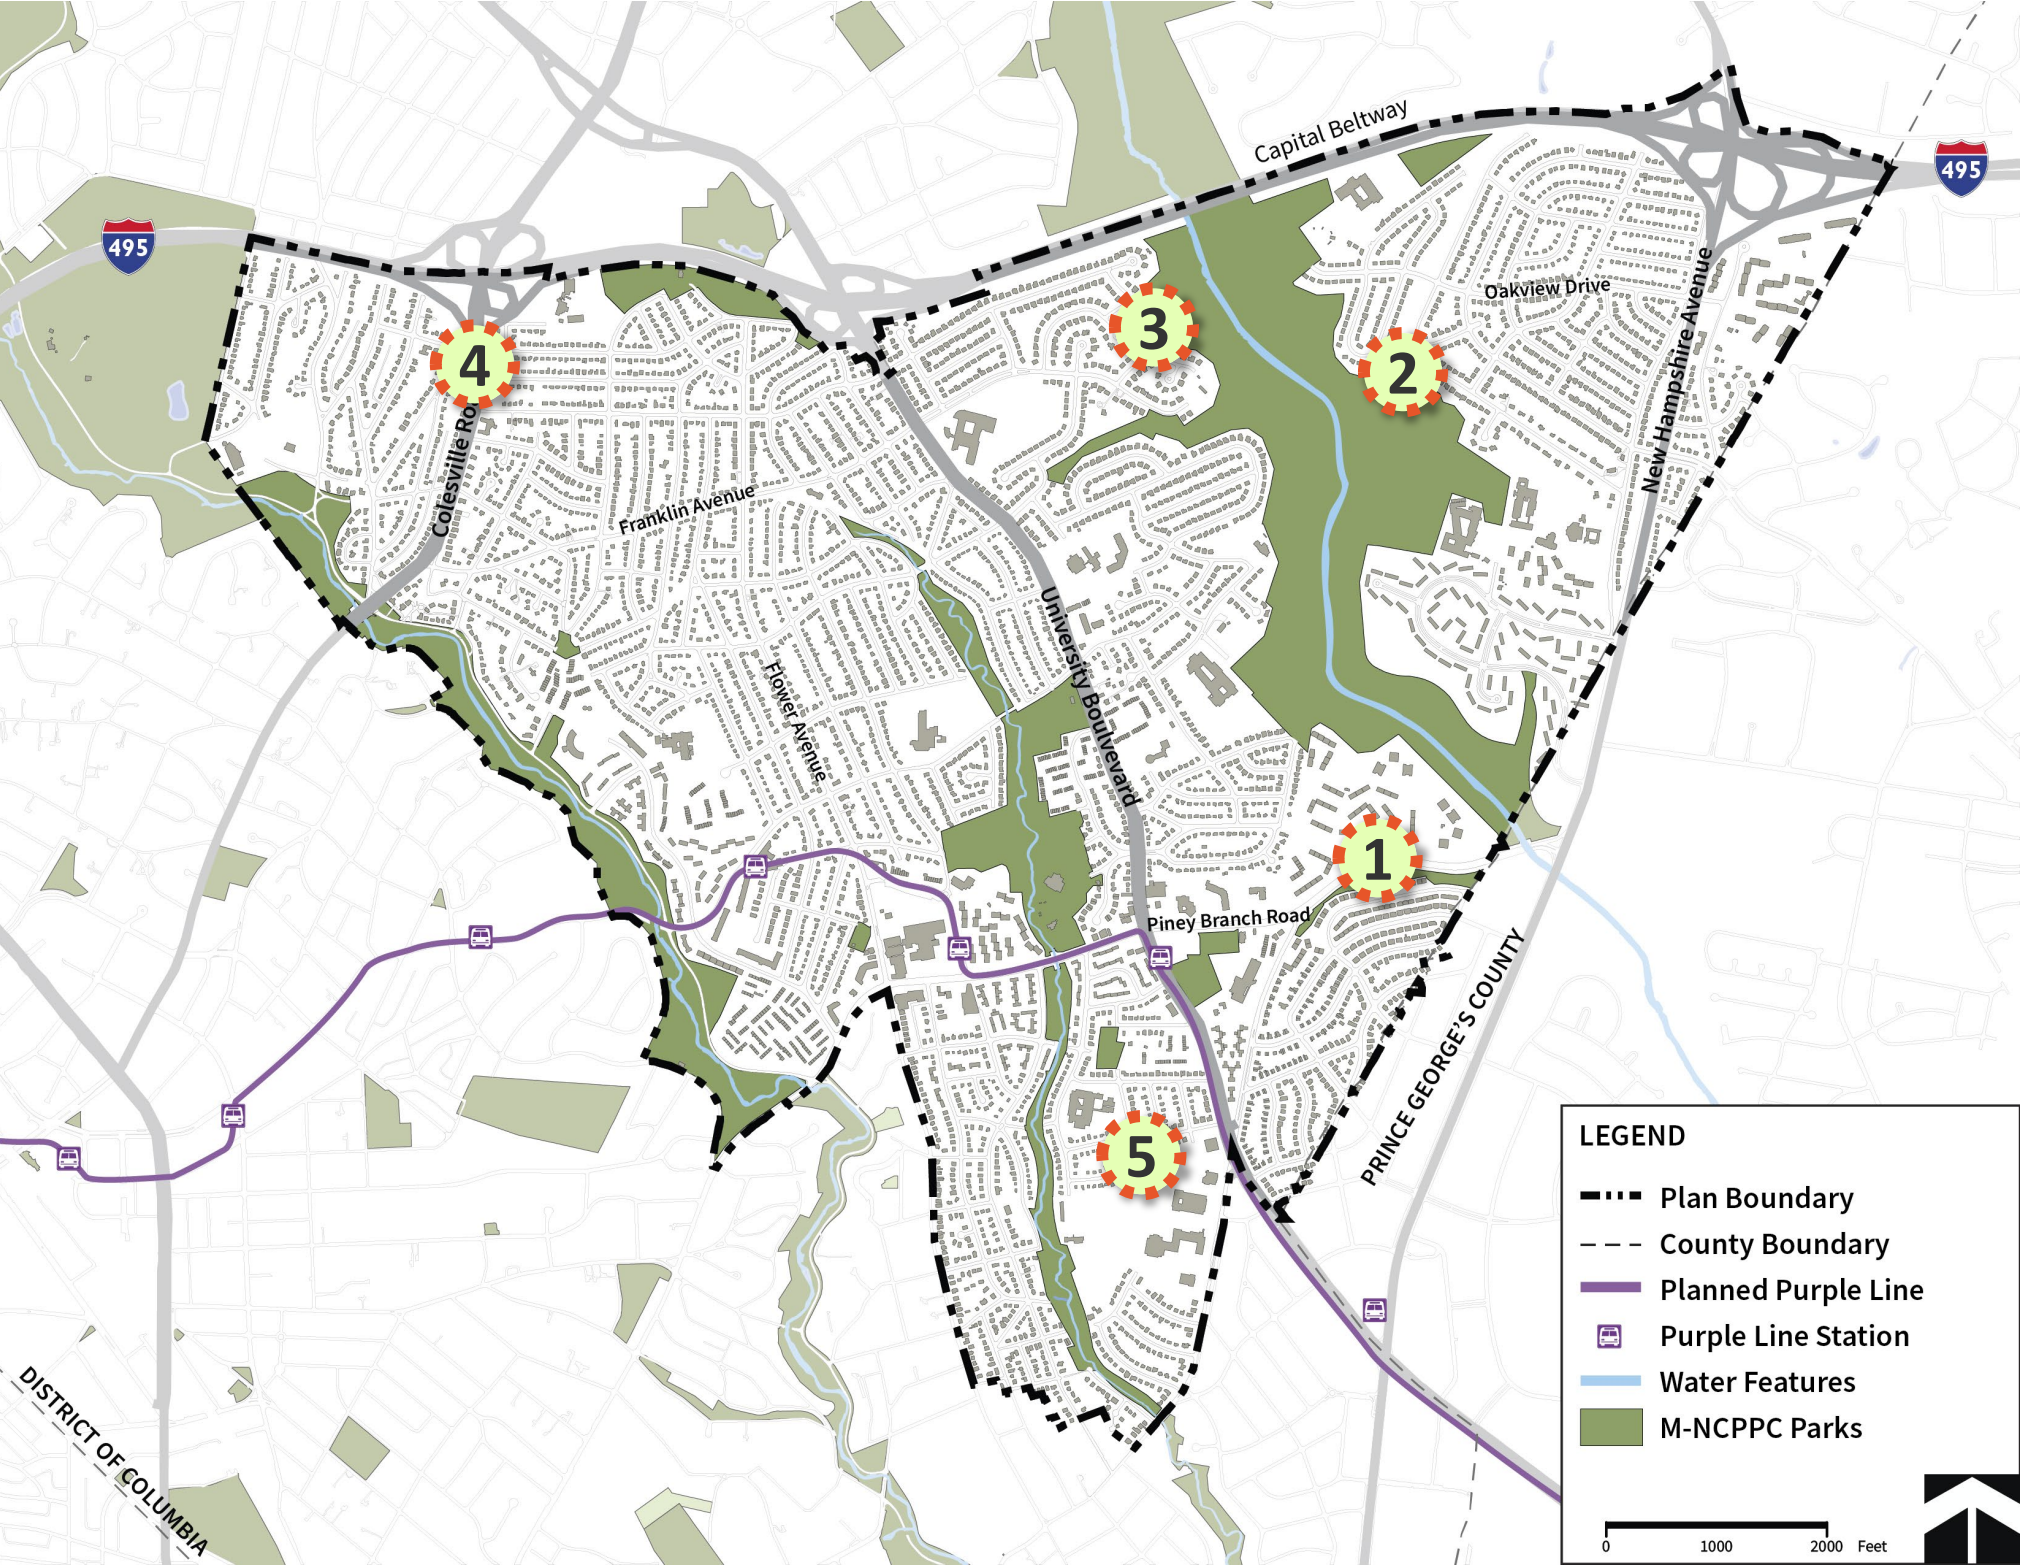 Capital Beltway
495
495
Oakview Drive
New Hampshire Avenue
3
2
4
Colesville Ro
Franklin Avenue
University Boulvevard
Flower Avenue
1
Piney Branch Road
PRINCE GEORGE'S COUNTY
5
DISTRICT OF COLUMBIA
LEGEND
Plan Boundary
County Boundary
Planned Purple Line
Purple Line Station
Water Features
M-NCPPC Parks
0 1000 2000 Feet